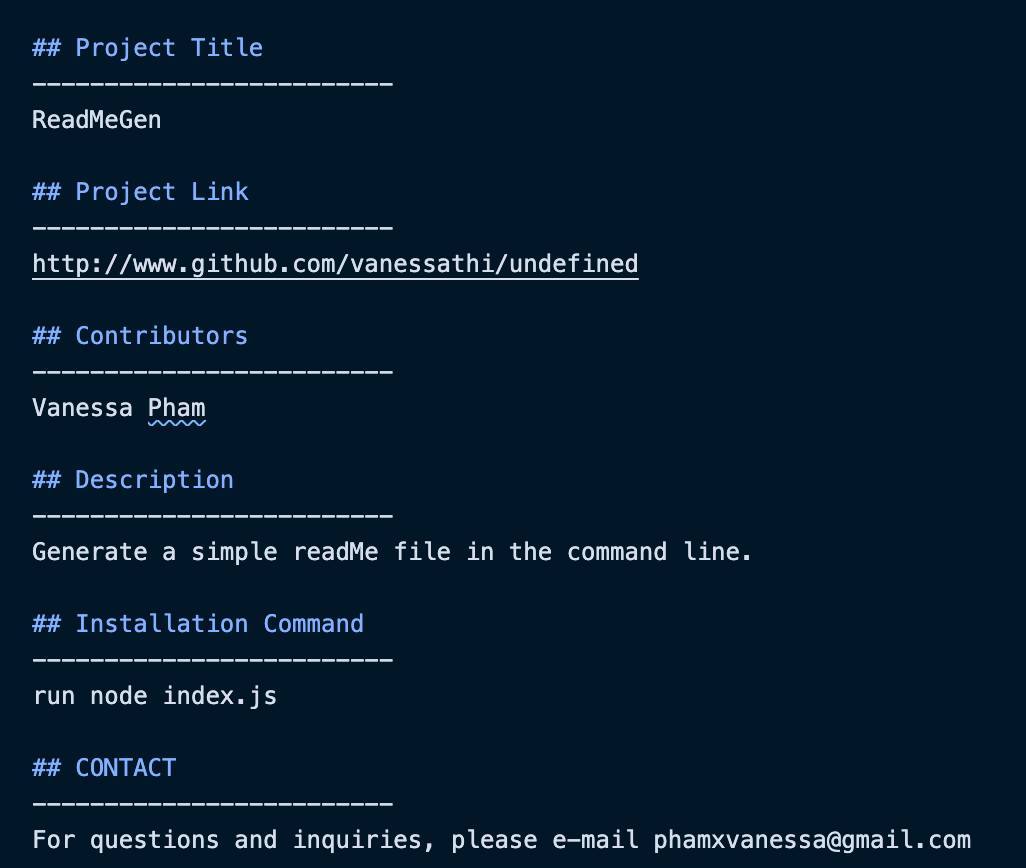 ## Project Title
-------------------------
ReadMeGen
## Project Link
-------------------------
http://www.github.com/vanessathi/undefined
## Contributors
-------------------------
Vanessa Pham
## Description
-------------------------
Generate a simple readMe file in the command line.
## Installation Command
-------------------------
run node index.js
## CONTACT
-------------------------
For questions and inquiries, please e-mail phamxvanessa@gmail.com